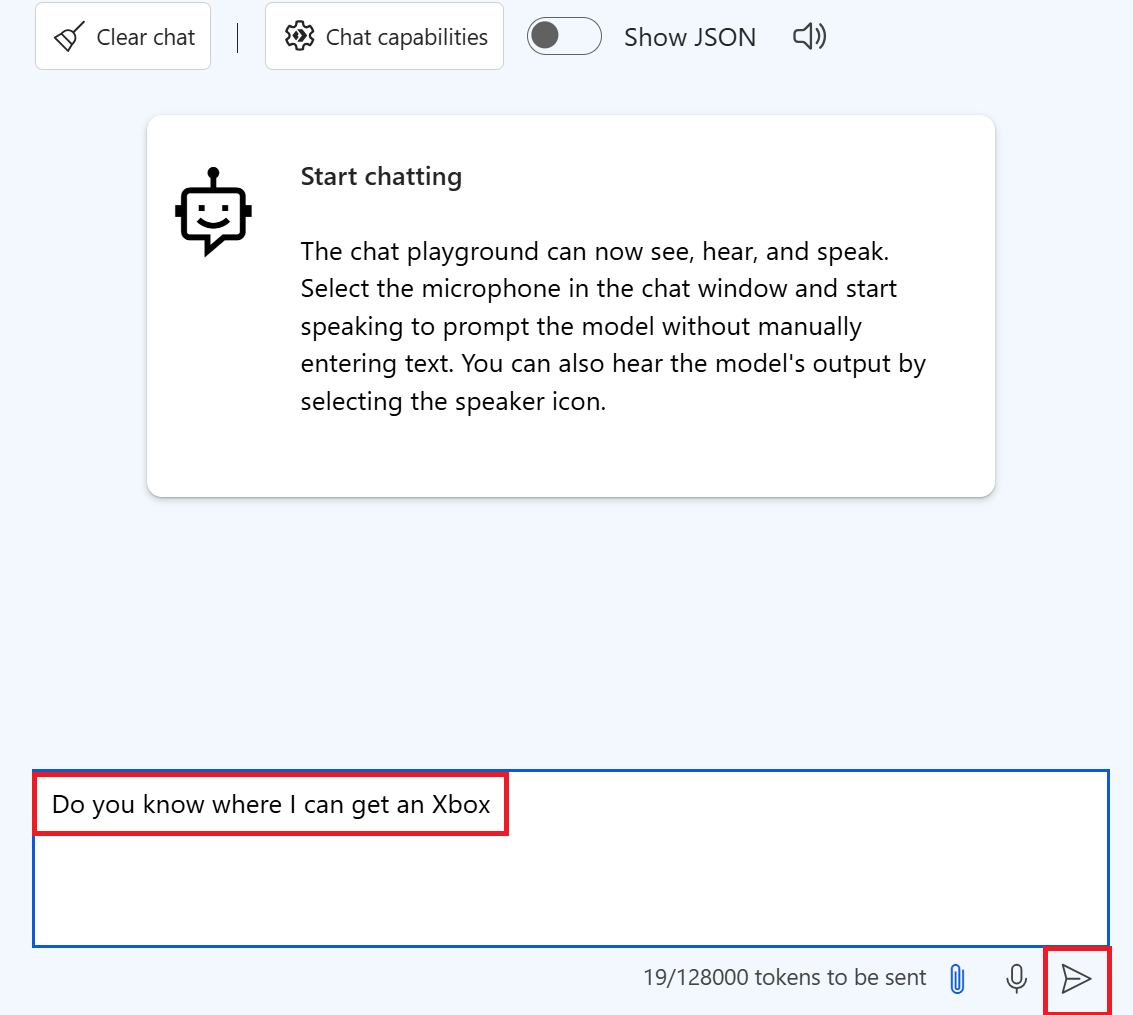 Clear chat
Chat capabilities
Show JSON
Start chatting
The chat playground can now see, hear, and speak.
Select the microphone in the chat window and start
speaking to prompt the model without manually
entering text. You can also hear the model's output by
selecting the speaker icon.
Do you know where I can get an Xbox
19/128000 tokens to be sent